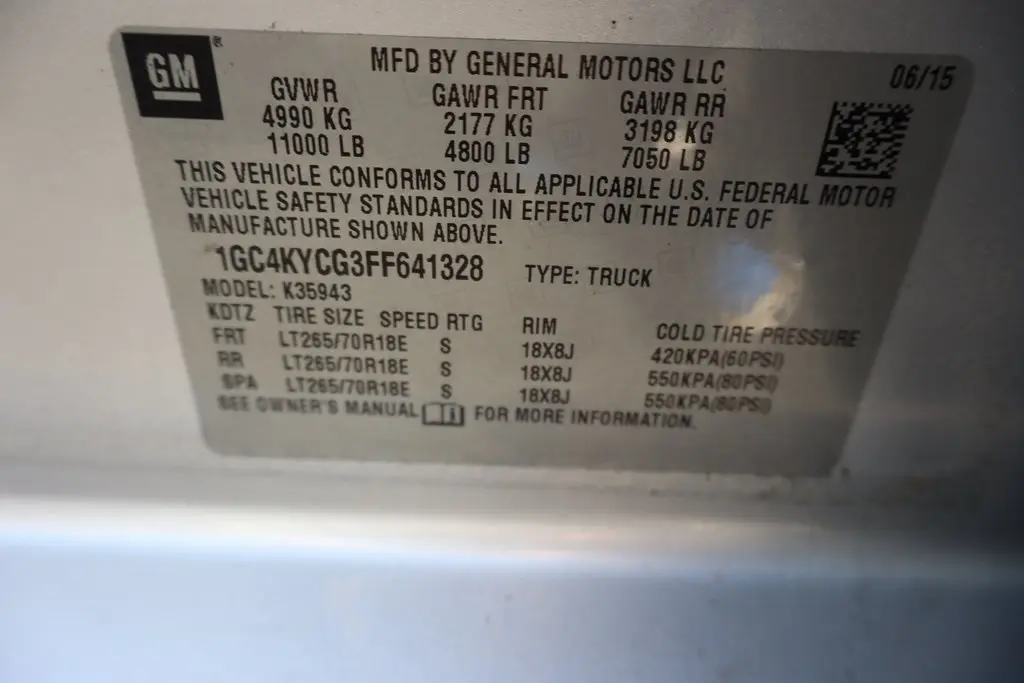 GM
MFD BY GENERAL MOTORS LLC 06/15
GVWR GAWR FRT GAWR RR
4990 KG 2177 KG 3198 KG
11000 LB 4800 LB 7050 LB
THIS VEHICLE CONFORMS TO ALL APPLICABLE U.S. FEDERAL MOTOR
VEHICLE SAFETY STANDARDS IN EFFECT ON THE DATE OF
MANUFACTURE SHOWN ABOVE.
1GC4KYCG3FF641328 TYPE: TRUCK
MODEL: K35943
KDTZ TIRE SIZE SPEED RTG RIM COLD TIRE PRESSURE
FRT LT265/70R18E S 18X8J 420KPA(60PSI)
RR LT265/70R18E S 18X8J 550KPA(80PSI)
SPA LT265/70R18E S 18X8J 550KPA(80PSI)
SEE OWNER'S MANUAL i FOR MORE INFORMATION.